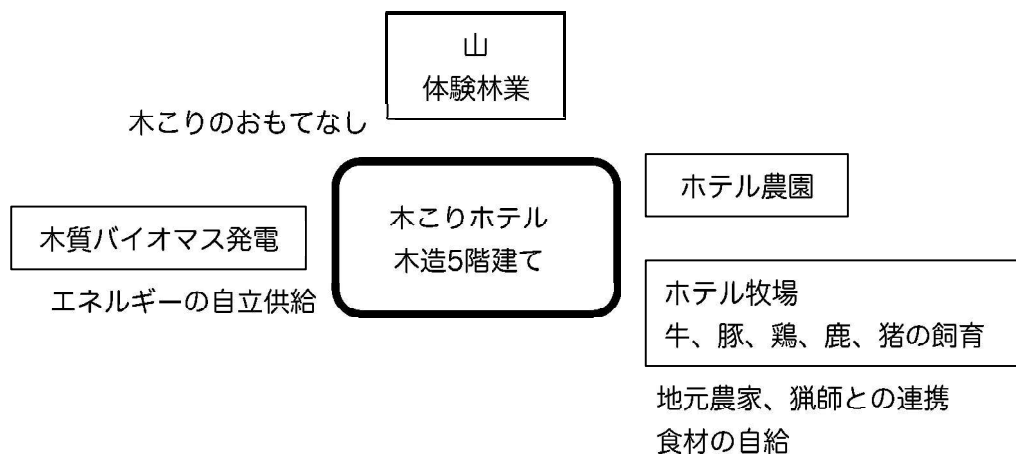 山
体験林業
木こりのおもてなし
木こりホテル
木造5階建て
ホテル農園
木質バイオマス発電
エネルギーの自立供給
ホテル牧場
牛、豚、鶏、鹿、猪の飼育
地元農家、猟師との連携
食材の自給